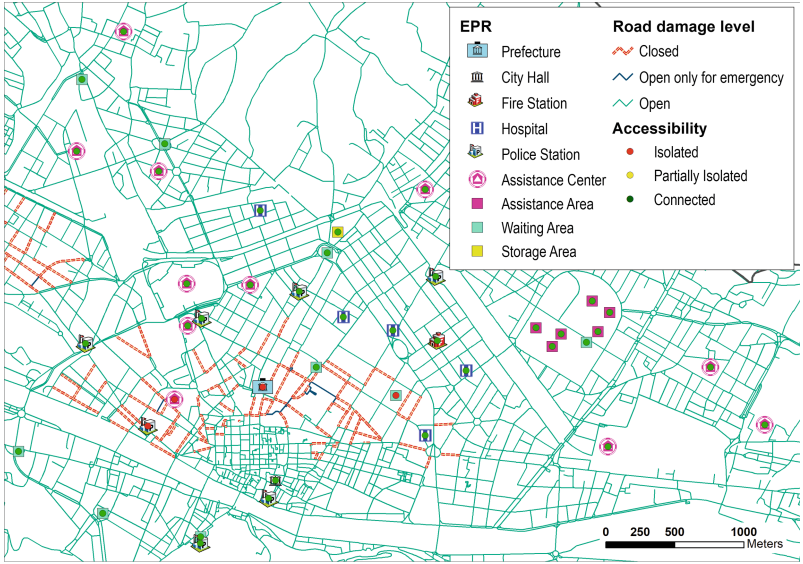 EPR
Prefecture
City Hall
Fire Station
Hospital
Police Station
Assistance Center
Assistance Area
Waiting Area
Storage Area
Road damage level
Closed
Open only for emergency
Open
Accessibility
Isolated
Partially Isolated
Connected
0 250 500 1000
Meters